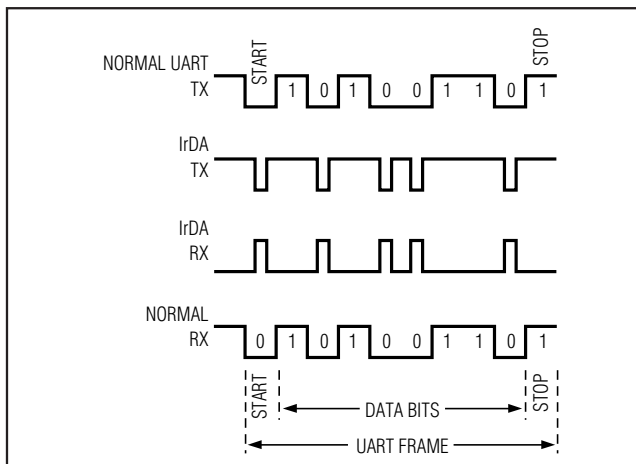 NORMAL UART
TX
START
1 0 1 0 0 1 1 0 1
STOP
IrDA
TX
IrDA
RX
NORMAL
RX
0 1 0 1 0 0 1 1 0 1
START
DATA BITS
STOP
UART FRAME